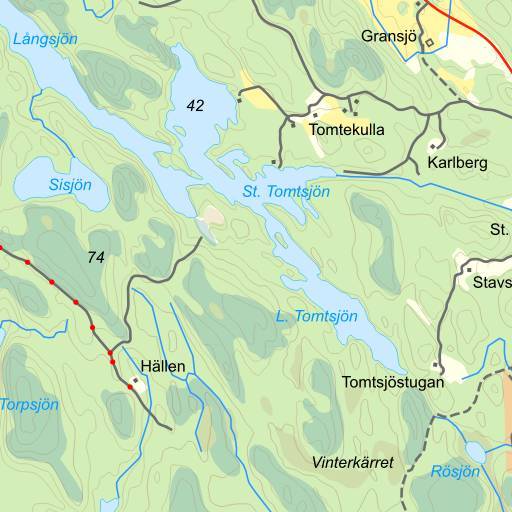 Långsjön
Gransjö
42
Tomtekulla
Karlberg
Sisjön
St. Tomtsjön
St.
74
Stavs
L. Tomtsjön
Hällen
Tomtsjöstugan
Torpsjön
Vinterkärret
Rösjön